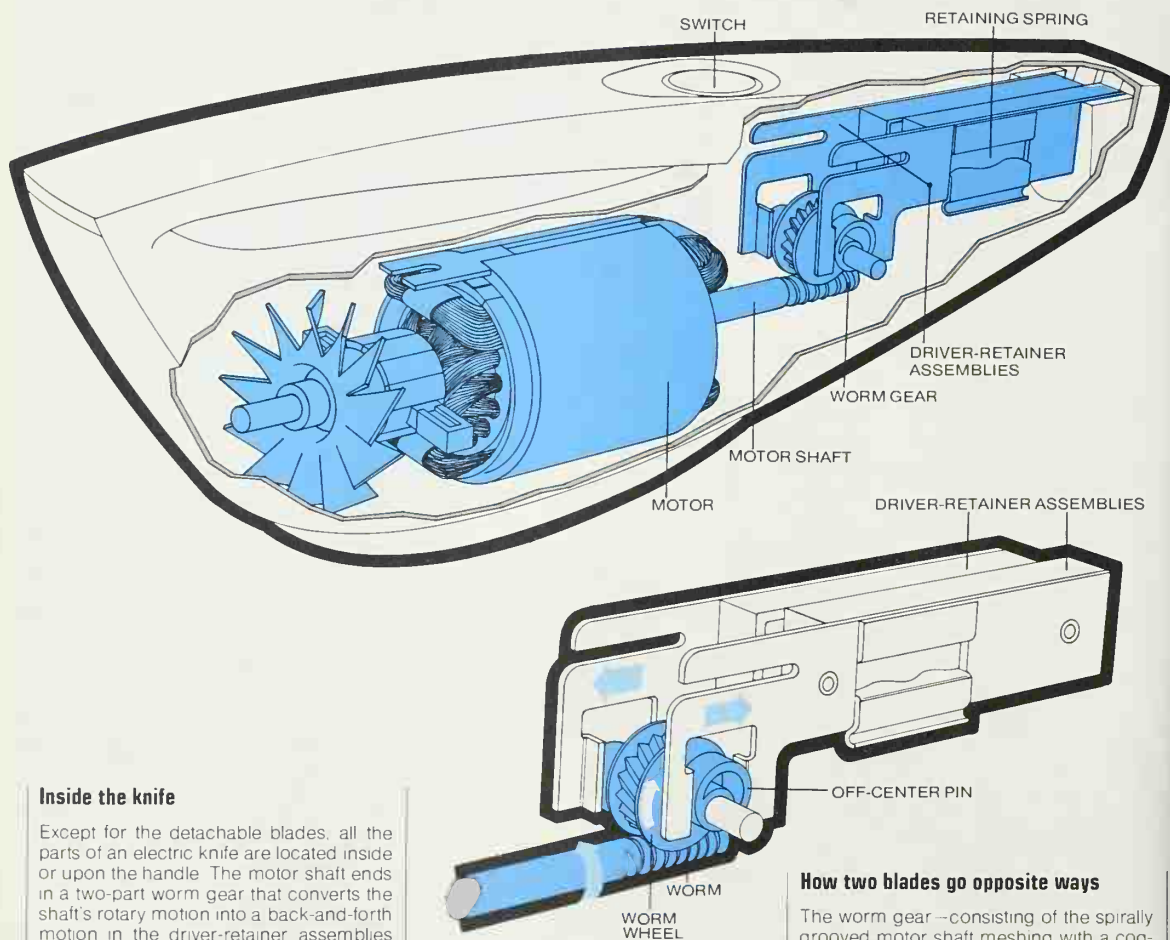 SWITCH
RETAINING SPRING
DRIVER-RETAINER
ASSEMBLIES
WORM GEAR
MOTOR SHAFT
MOTOR
DRIVER-RETAINER ASSEMBLIES
OFF-CENTER PIN
WORM
WORM
WHEEL
Inside the knife
Except for the detachable blades, all the
parts of an electric knife are located inside
or upon the handle The motor shaft ends
in a two-part worm gear that converts the
shaft's rotary motion into a back-and-forth
motion in the driver-retainer assemblies
How two blades go opposite ways
The worm gear—consisting of the spirally
grooved motor shaft meshing with a cog-